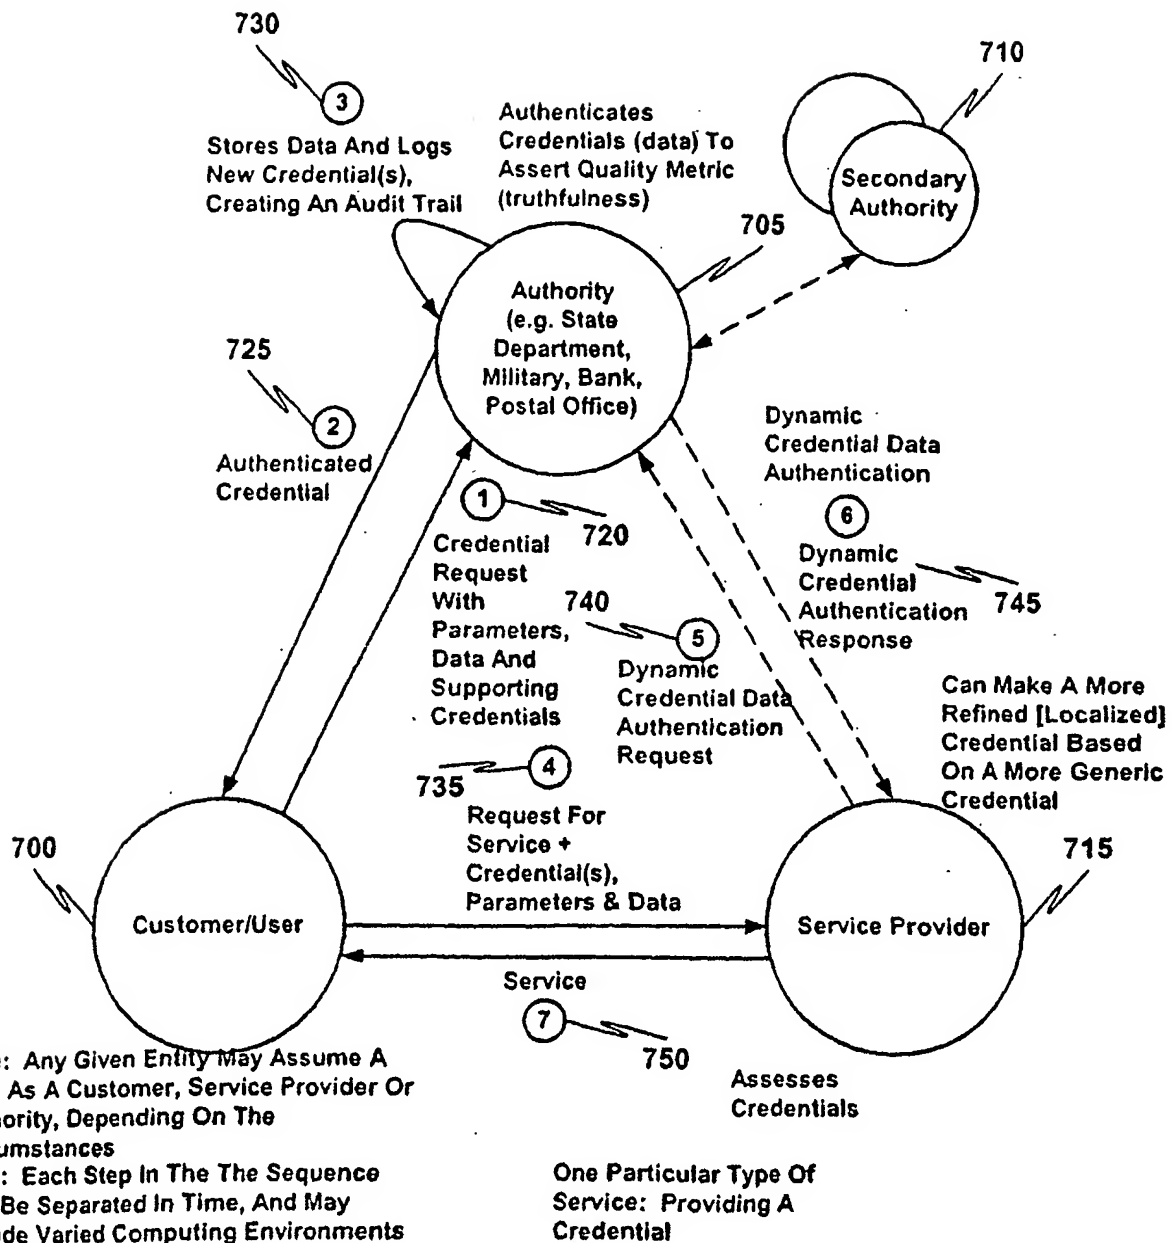 730
3
Stores Data And Logs
New Credential(s),
Creating An Audit Trail
Authenticates
Credentials (data) To
Assert Quality Metric
(truthfulness)
710
Secondary
Authority
705
Authority
(e.g. State
Department,
Military, Bank,
Postal Office)
725
2
Authenticated
Credential
1
720
Credential
Request
With
Parameters,
Data And
Supporting
Credentials
740
5
Dynamic
Credential Data
Authentication
Request
Dynamic
Credential Data
Authentication
6
Dynamic
Credential
Authentication
Response
745
Can Make A More
Refined [Localized]
Credential Based
On A More Generic
Credential
735
4
Request For
Service +
Credential(s),
Parameters & Data
700
Customer/User
715
Service Provider
Service
7
750
Assesses
Credentials
: Any Given Entity May Assume A
As A Customer, Service Provider Or
ority, Depending On The
umstances
: Each Step In The The Sequence
Be Separated In Time, And May
ude Varied Computing Environments
One Particular Type Of
Service: Providing A
Credential